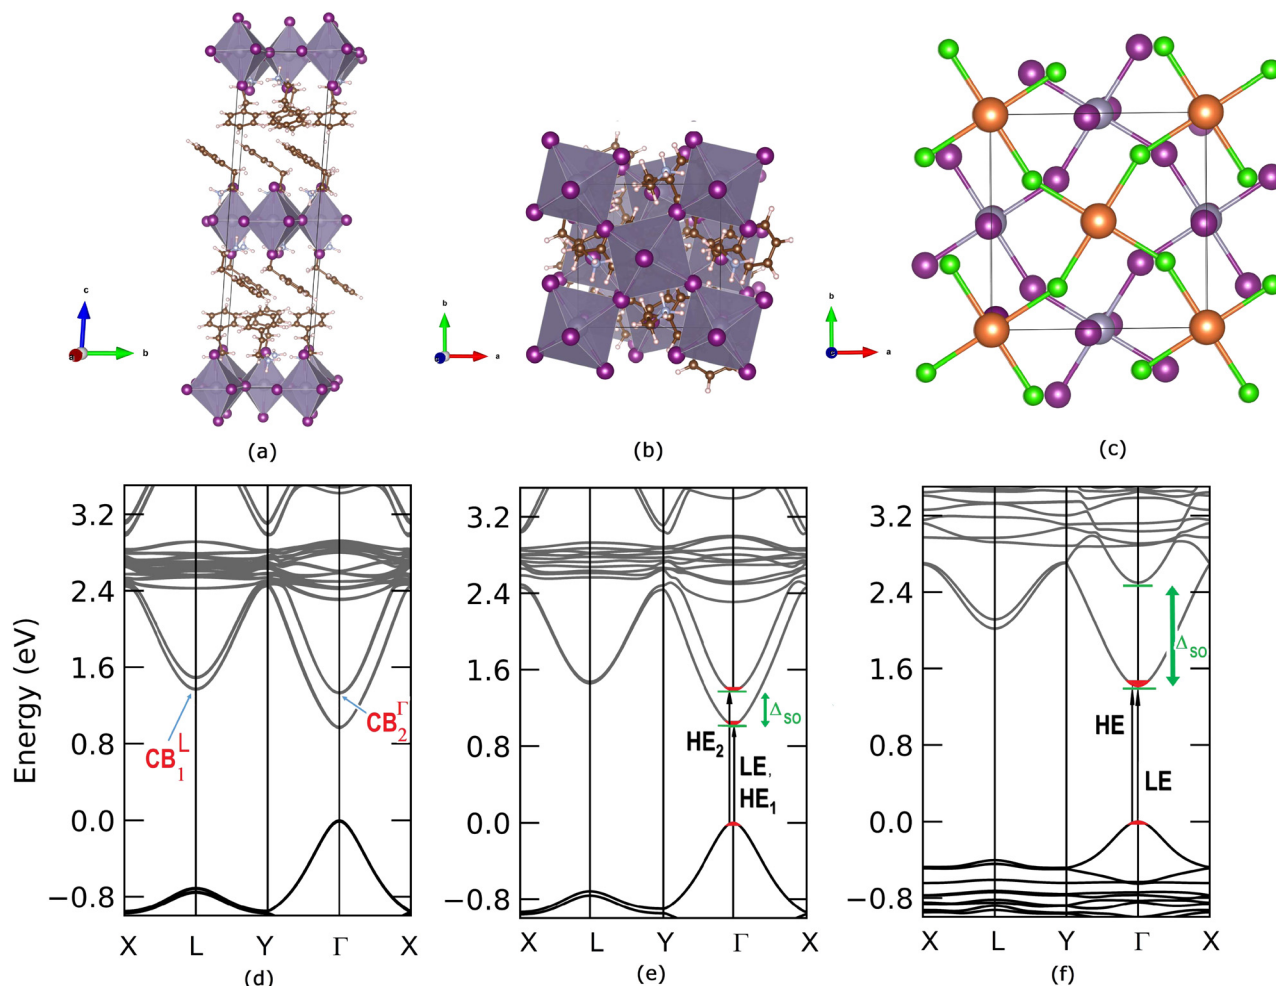 c
a
b
(a)
b
a
c
(b)
b
a
(c)
Energy (eV)
3.2
2.4
1.6
0.8
0.0
−0.8
CB₁ᴸ
CB₂ᴦ
X L Y Γ X
(d)
3.2
2.4
1.6
0.8
0.0
−0.8
Δso
HE₂
LE,
HE₁
X L Y Γ X
(e)
3.2
2.4
1.6
0.8
0.0
−0.8
Δso
HE
LE
X L Y Γ X
(f)